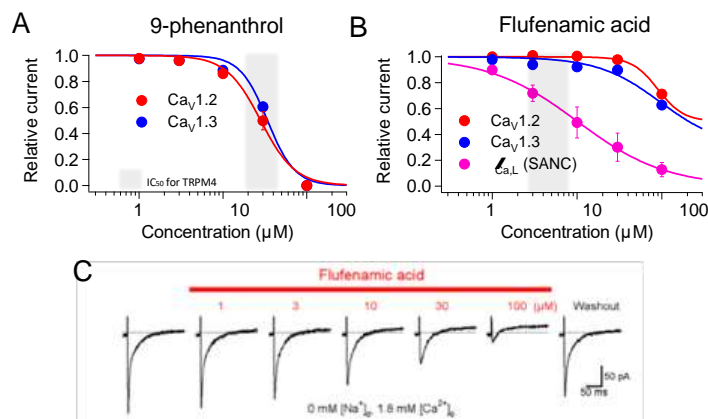 A
9-phenanthrol
Relative current
1.0
0.8
0.6
0.4
0.2
0.0
CaV1.2
CaV1.3
IC50 for TRPM4
1
10
100
Concentration (µM)
B
Flufenamic acid
Relative current
1.0
0.8
0.6
0.4
0.2
0.0
CaV1.2
CaV1.3
Ca,L (SANC)
1
10
100
Concentration (µM)
C
Flufenamic acid
1 3 10 30 100 (µM) Washout
50 pA
50 ms
0 mM [Na+]o, 1.8 mM [Ca2+]o